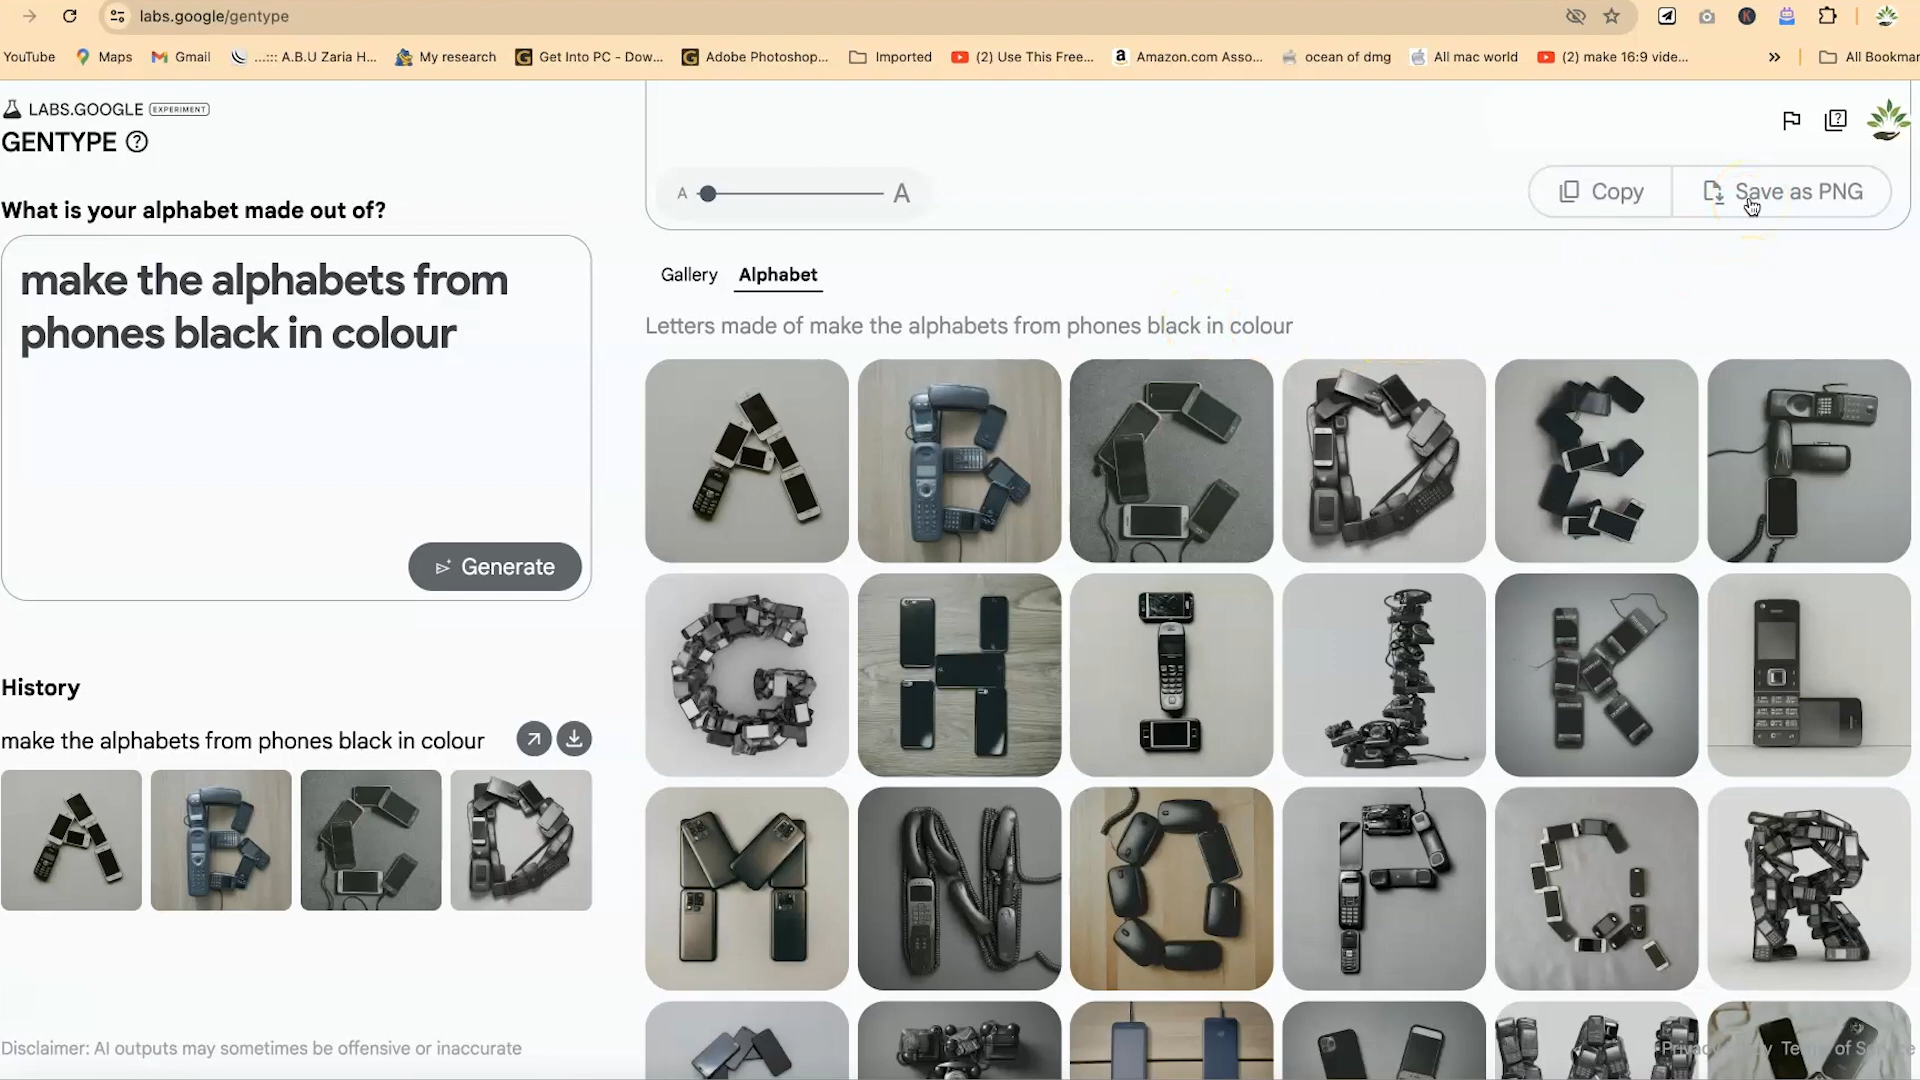 labs.google/gentype
YouTube
Maps
Gmail
...::: A.B.U Zaria H...
My research
Get Into PC - Dow...
Adobe Photoshop...
Imported
(2) Use This Free...
Amazon.com Asso...
ocean of dmg
All mac world
(2) make 16:9 vide...
»
All Bookmar
LABS.GOOGLE EXPERIMENT
GENTYPE
What is your alphabet made out of?
make the alphabets from
phones black in colour
Generate
History
make the alphabets from phones black in colour
Disclaimer: AI outputs may sometimes be offensive or inaccurate
A
A
Copy
Save as PNG
Gallery
Alphabet
Letters made of make the alphabets from phones black in colour
A B C D E F
G H I J K L
M N O P Q R